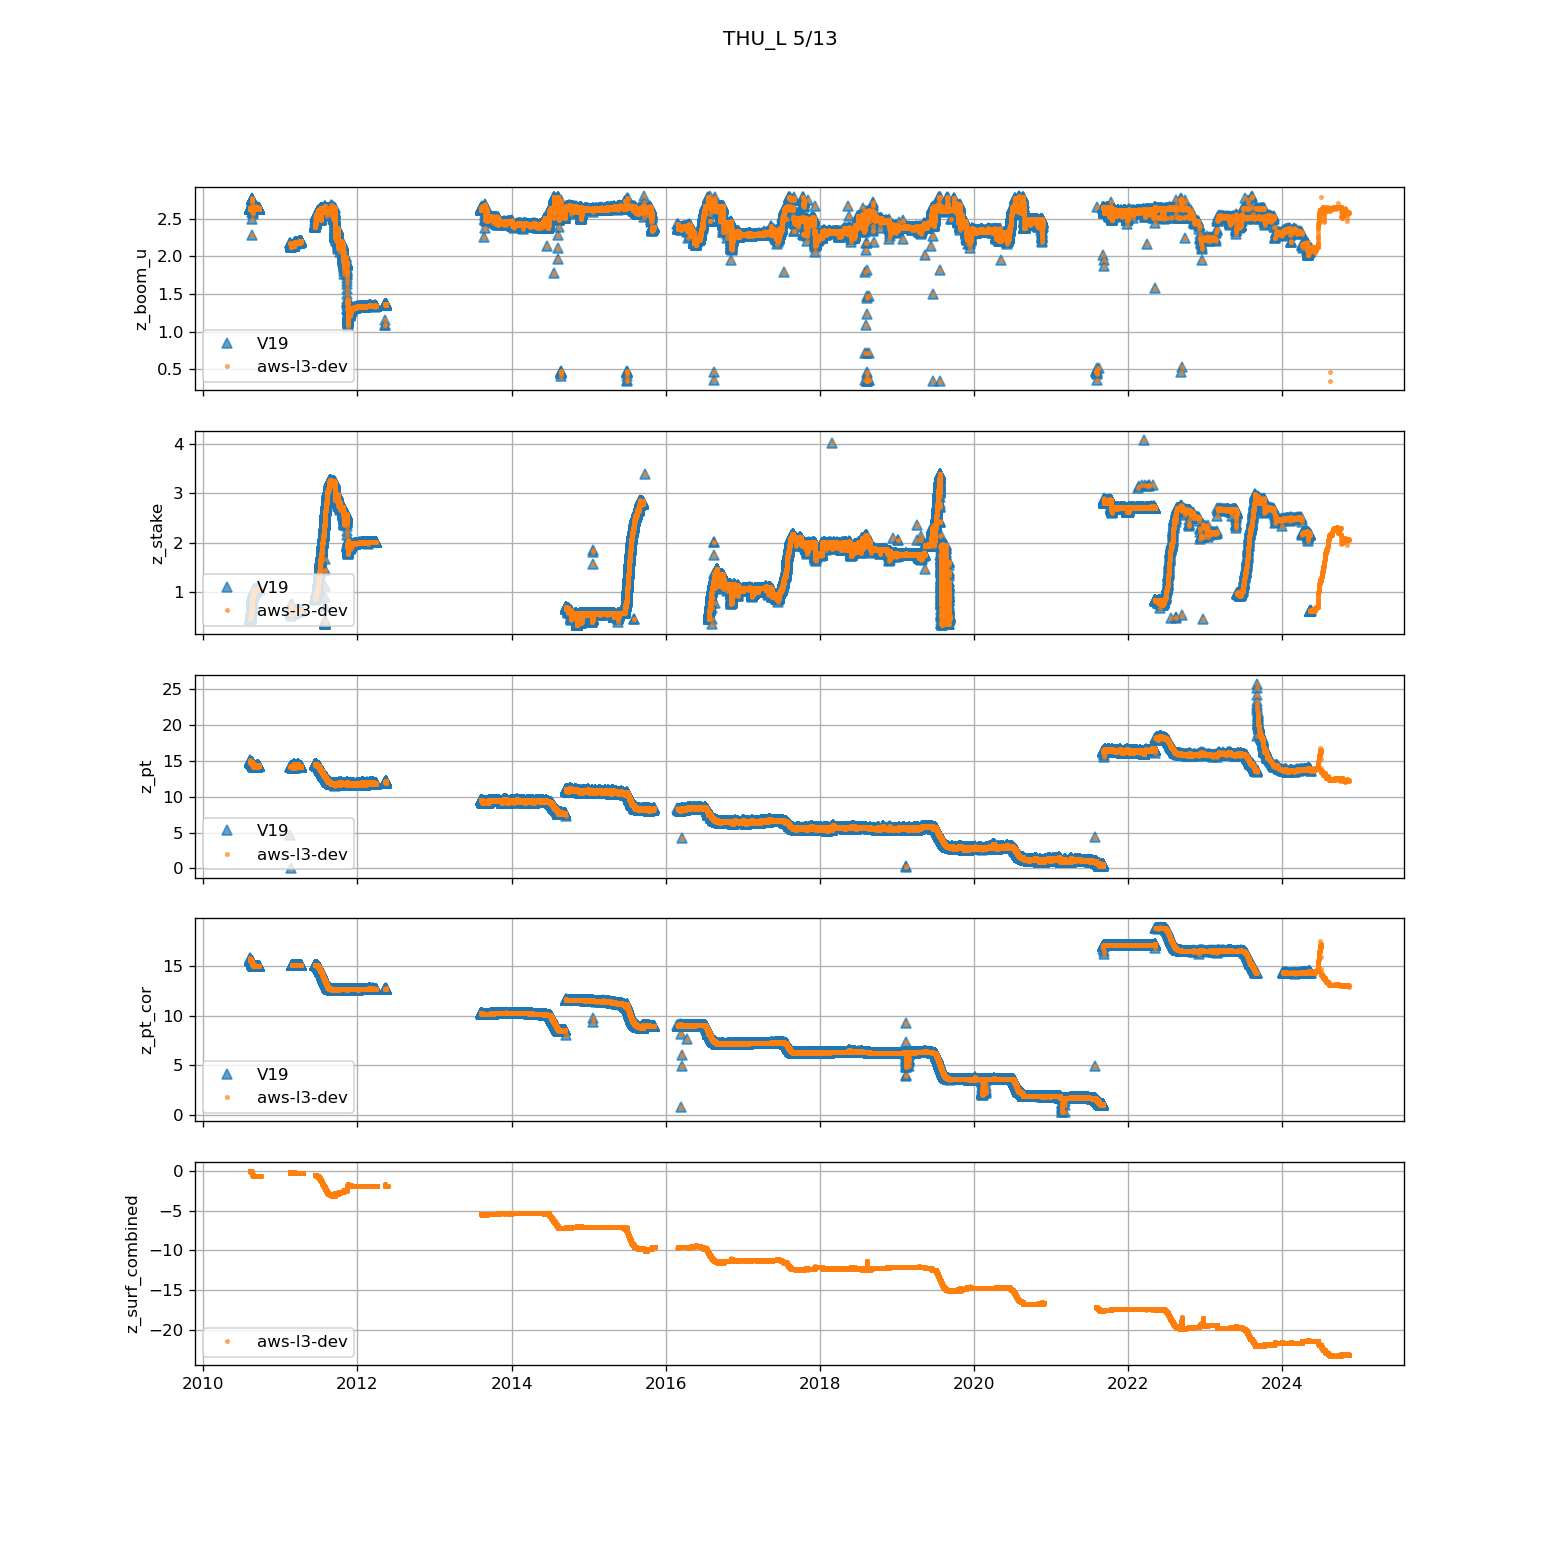 THU_L 5/13
z_boom_u
2.5
2.0
1.5
1.0
0.5
V19
aws-l3-dev
z_stake
4
3
2
1
V19
aws-l3-dev
z_pt
25
20
15
10
5
0
V19
aws-l3-dev
z_pt_cor
15
10
5
0
V19
aws-l3-dev
z_surf_combined
0
−5
−10
−15
−20
aws-l3-dev
2010 2012 2014 2016 2018 2020 2022 2024